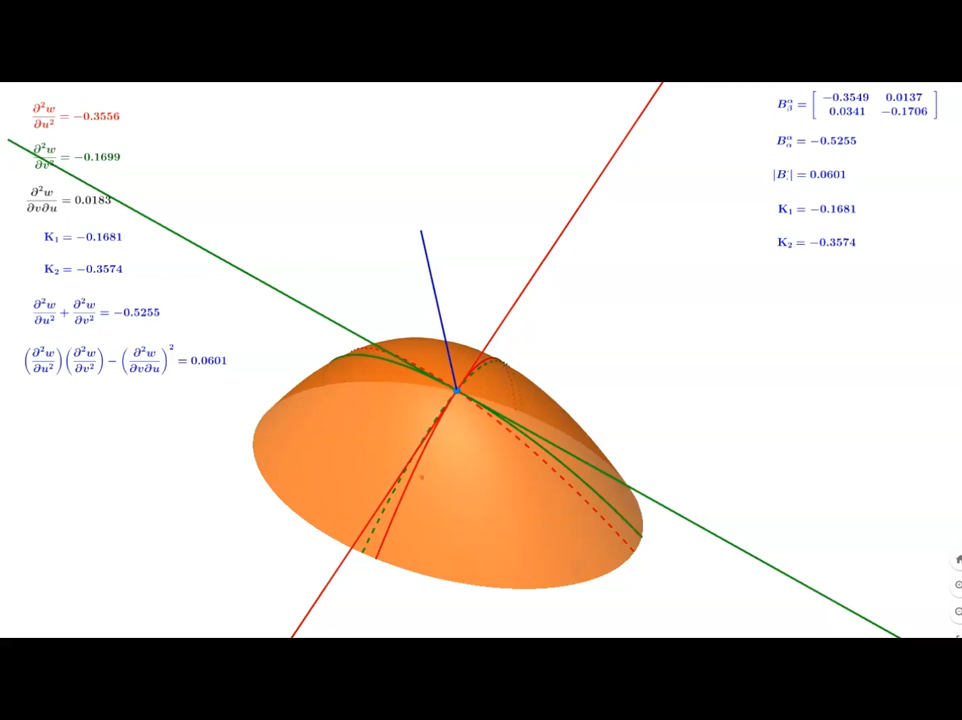 ∂²w/∂u² = −0.3556
∂²w/∂v² = −0.1699
∂²w/∂v∂u = 0.0183
K₁ = −0.1681
K₂ = −0.3574
∂²w/∂u² + ∂²w/∂v² = −0.5255
(∂²w/∂u²)(∂²w/∂v²) − (∂²w/∂v∂u)² = 0.0601
B^α_β = [ −0.3549 0.0137
0.0341 −0.1706 ]
B^α_α = −0.5255
|B:| = 0.0601
K₁ = −0.1681
K₂ = −0.3574